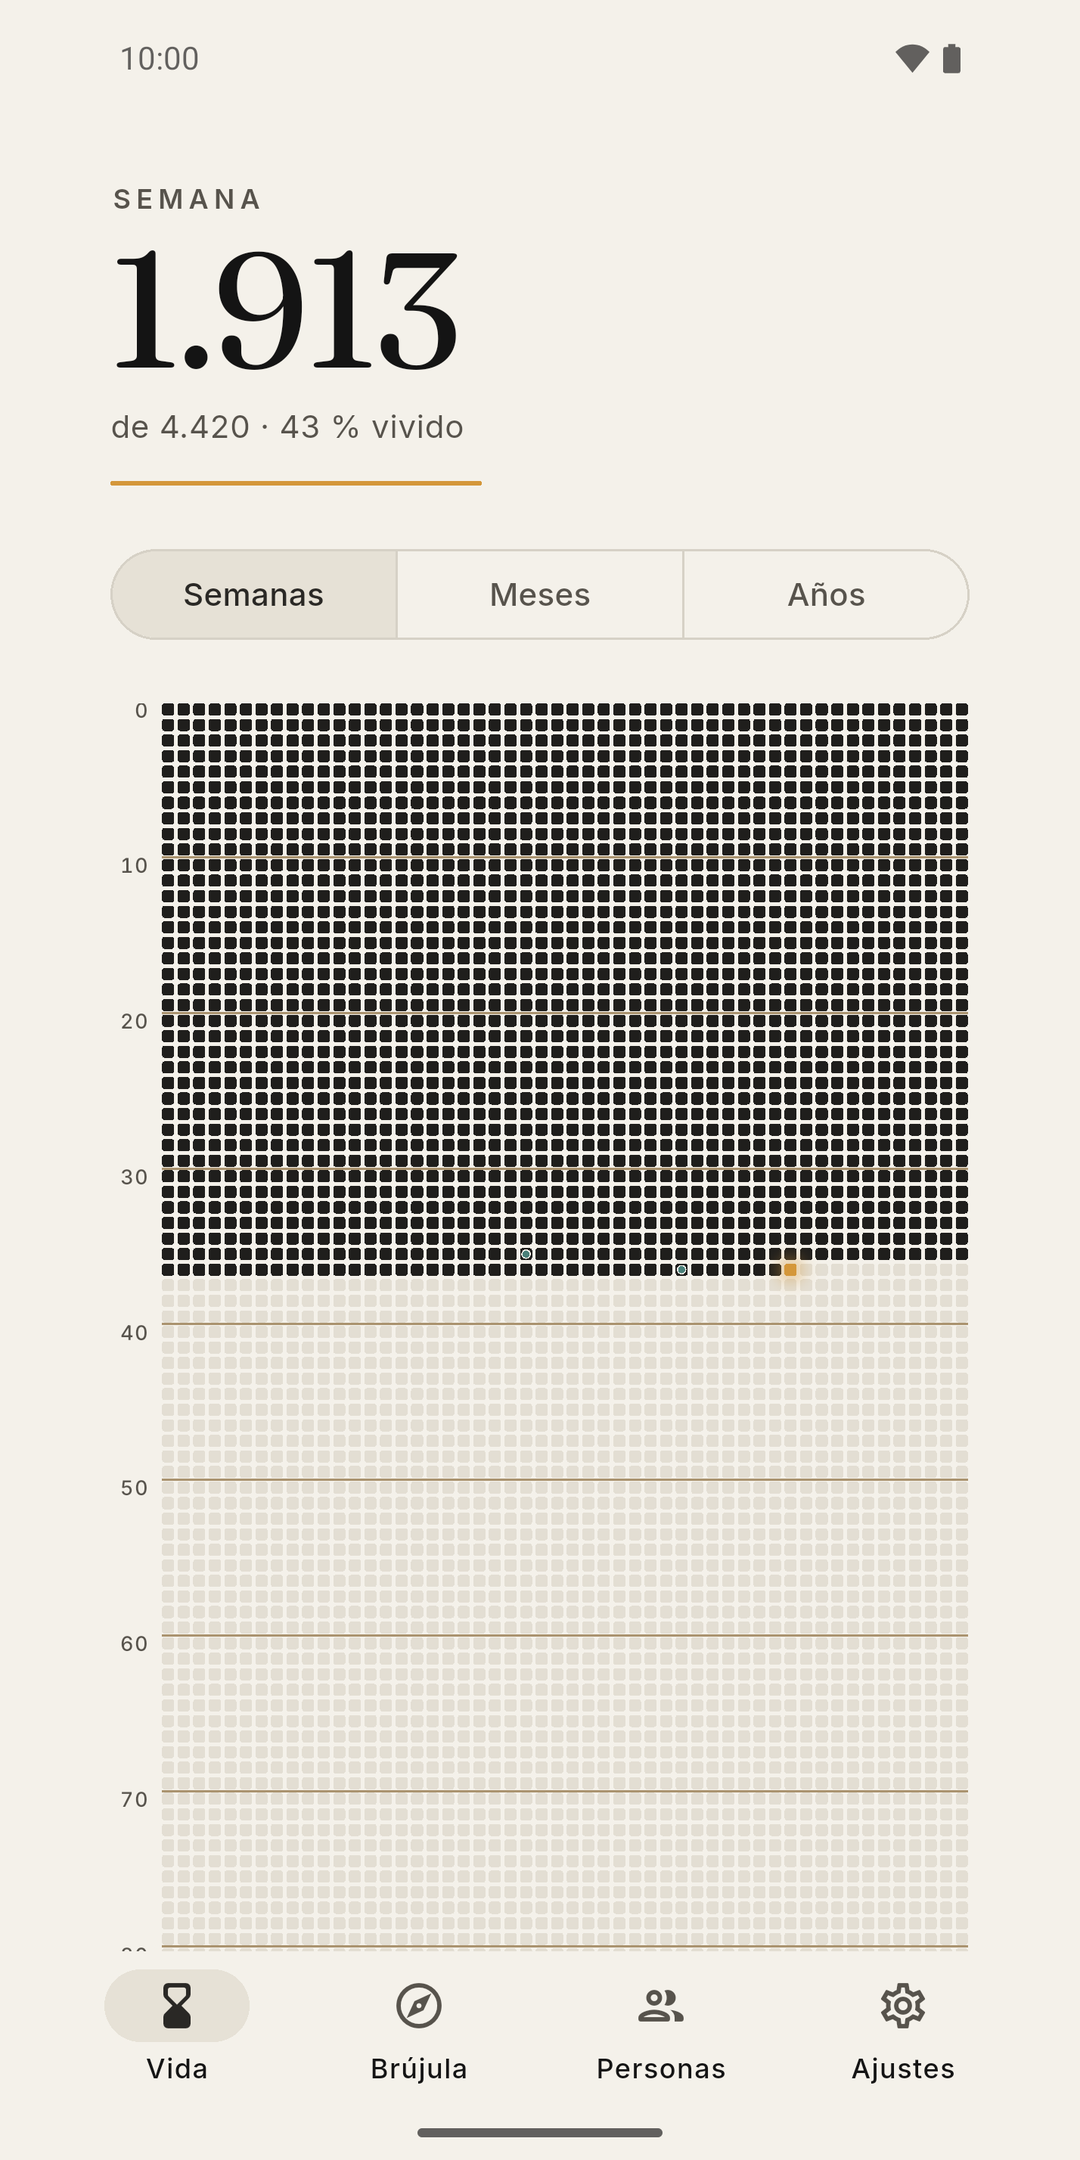 10:00
SEMANA
1.913
de 4.420 · 43 % vivido
Semanas
Meses
Años
0
10
20
30
40
50
60
70
Vida
Brújula
Personas
Ajustes